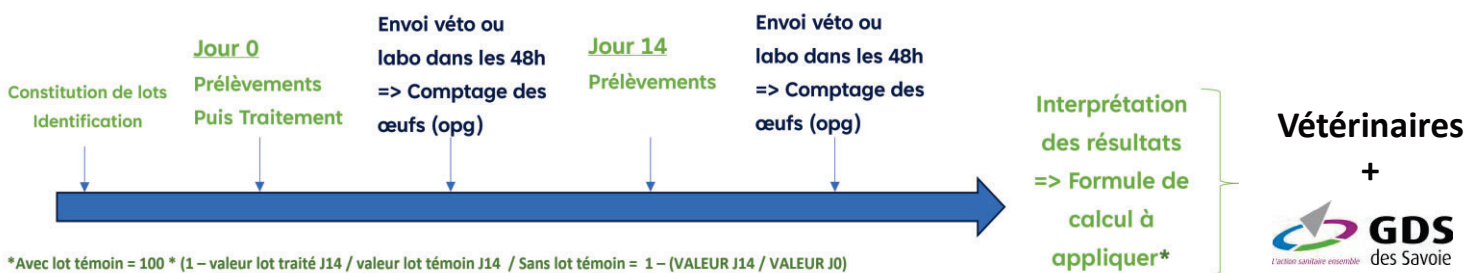 Constitution de lots
Identification
Jour 0
Prélèvements
Puis Traitement
Envoi véto ou
labo dans les 48h
=> Comptage des
œufs (opg)
Jour 14
Prélèvements
Envoi véto ou
labo dans les 48h
=> Comptage des
œufs (opg)
Interprétation
des résultats
=> Formule de
calcul à
appliquer*
Vétérinaires
+
GDS
des Savoie
L'action sanitaire ensemble
*Avec lot témoin = 100 * (1 – valeur lot traité J14 / valeur lot témoin J14 / Sans lot témoin = 1 – (VALEUR J14 / VALEUR J0)